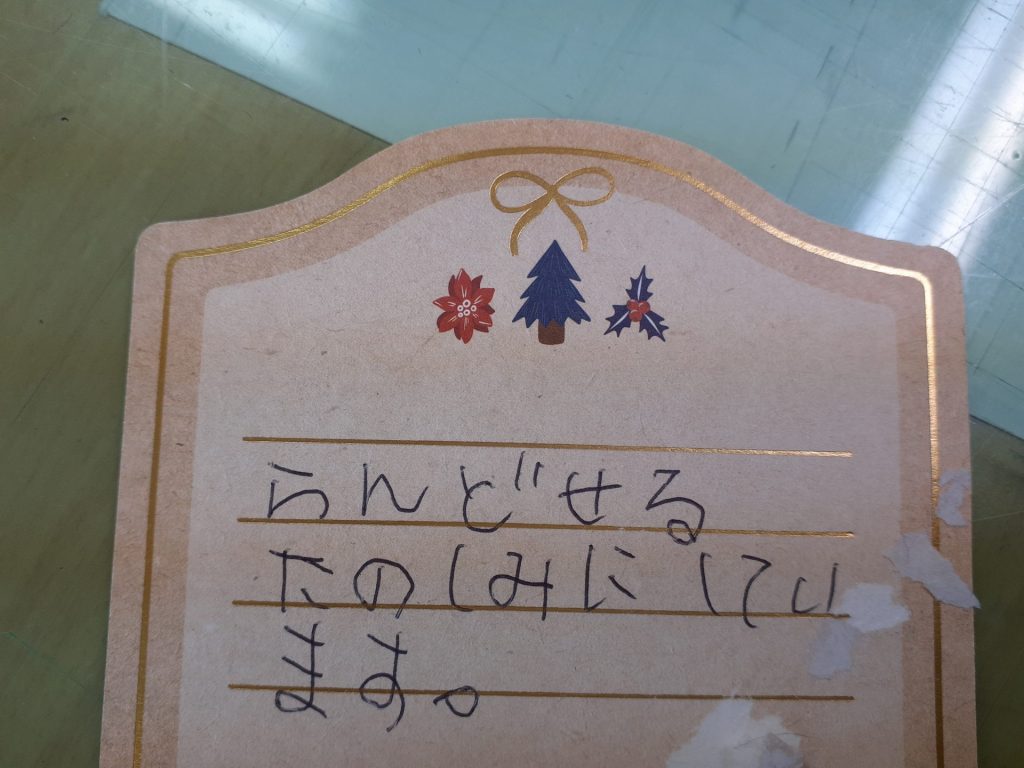 らんどせる
たのしみにしてい
ます。